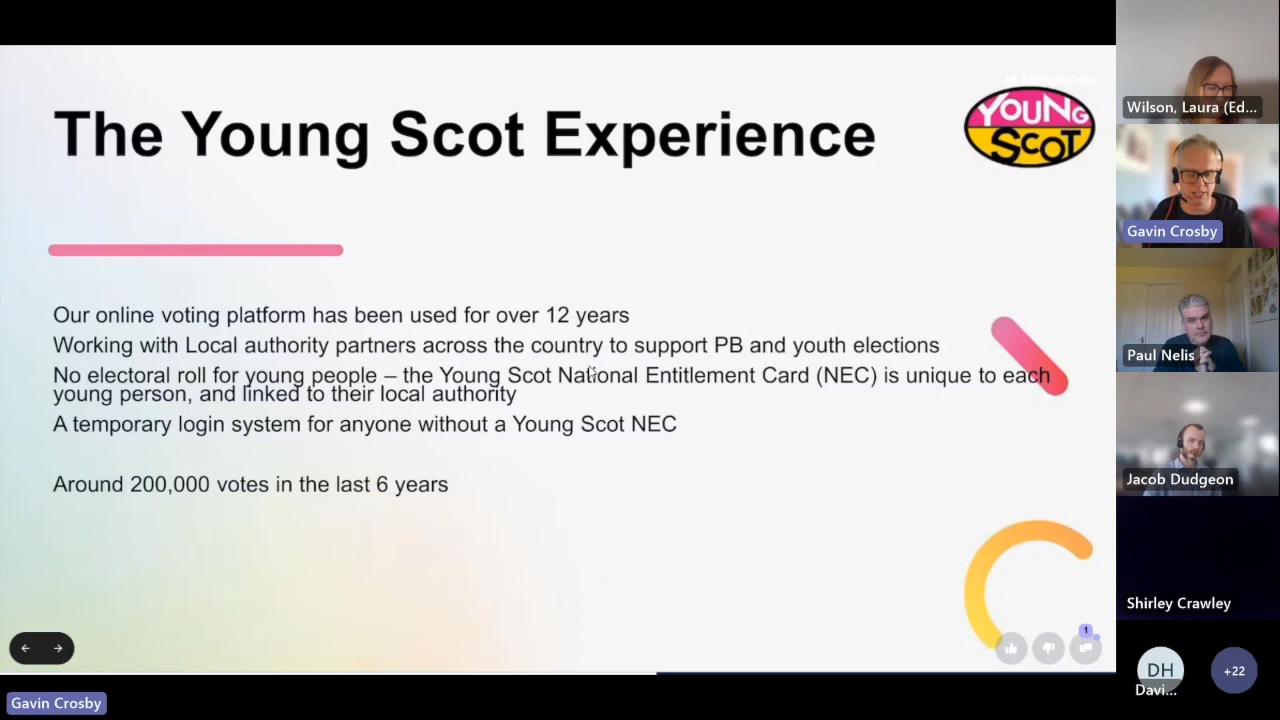 The Young Scot Experience
YOUNG
SCOT
Our online voting platform has been used for over 12 years
Working with Local authority partners across the country to support PB and youth elections
No electoral roll for young people – the Young Scot National Entitlement Card (NEC) is unique to each
young person, and linked to their local authority
A temporary login system for anyone without a Young Scot NEC
Around 200,000 votes in the last 6 years
1
Gavin Crosby
Wilson, Laura (Ed...
Gavin Crosby
Paul Nelis
Jacob Dudgeon
Shirley Crawley
DH
Davi...
+22